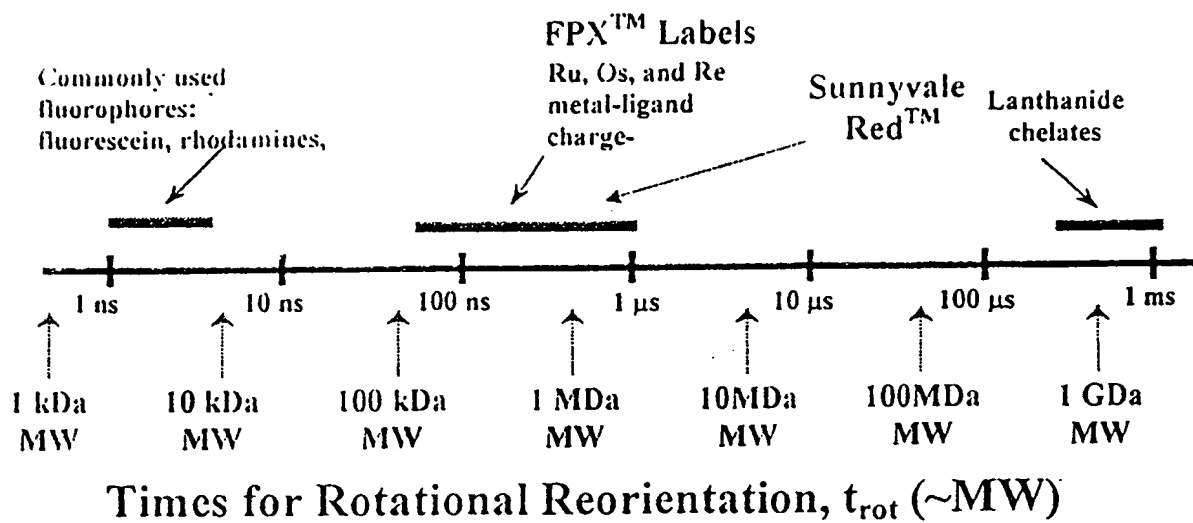 FPX™ Labels
Commonly used
fluorophores:
fluorescein, rhodamines,
Ru, Os, and Re
metal-ligand
charge-
Sunnyvale
Red™
Lanthanide
chelates
1 ns
10 ns
100 ns
1 µs
10 µs
100 µs
1 ms
1 kDa
MW
10 kDa
MW
100 kDa
MW
1 MDa
MW
10MDa
MW
100MDa
MW
1 GDa
MW
Times for Rotational Reorientation, t_rot (~MW)